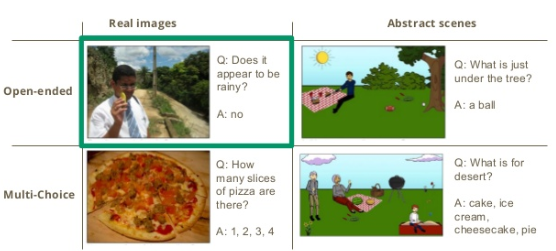 Real images
Abstract scenes
Open-ended
Q: Does it
appear to be
rainy?
A: no
Q: What is just
under the tree?
A: a ball
Multi-Choice
Q: How
many slices
of pizza are
there?
A: 1, 2, 3, 4
Q: What is for
desert?
A: cake, ice
cream,
cheesecake, pie